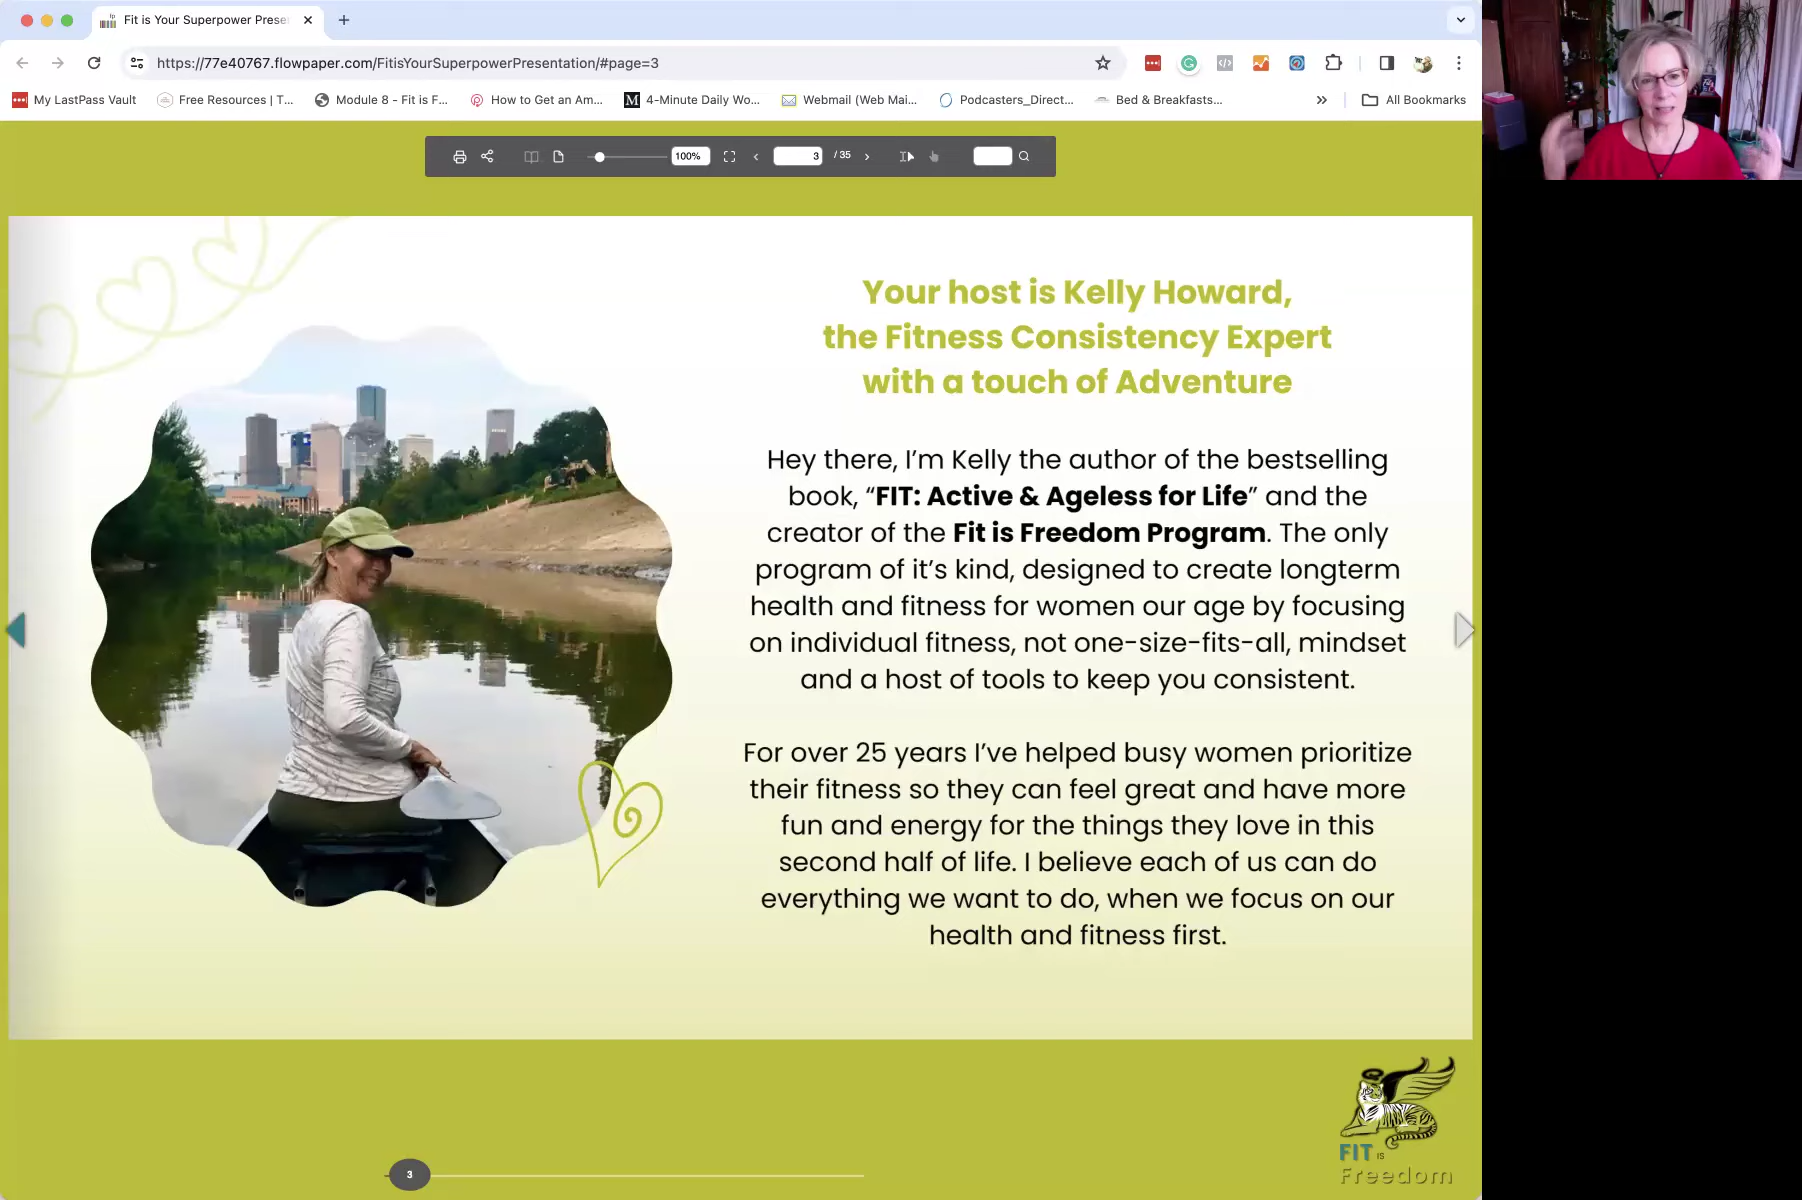 Fit is Your Superpower Prese
https://77e40767.flowpaper.com/FitisYourSuperpowerPresentation/#page=3
My LastPass Vault
Free Resources | T...
Module 8 - Fit is F...
How to Get an Am...
4-Minute Daily Wo...
Webmail (Web Mai...
Podcasters_Direct...
Bed & Breakfasts...
All Bookmarks
100%
3 / 35
Your host is Kelly Howard,
the Fitness Consistency Expert
with a touch of Adventure
Hey there, I'm Kelly the author of the bestselling
book, “FIT: Active & Ageless for Life” and the
creator of the Fit is Freedom Program. The only
program of it's kind, designed to create longterm
health and fitness for women our age by focusing
on individual fitness, not one-size-fits-all, mindset
and a host of tools to keep you consistent.
For over 25 years I've helped busy women prioritize
their fitness so they can feel great and have more
fun and energy for the things they love in this
second half of life. I believe each of us can do
everything we want to do, when we focus on our
health and fitness first.
FIT IS
Freedom
3